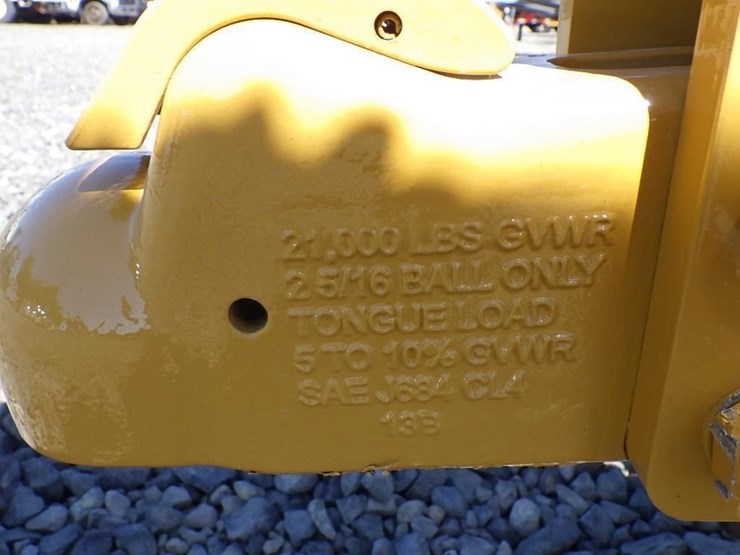 21,000 LBS GVWR
2 5/16 BALL ONLY
TONGUE LOAD
5 TO 10% GVWR
SAE J684 CL4
13B